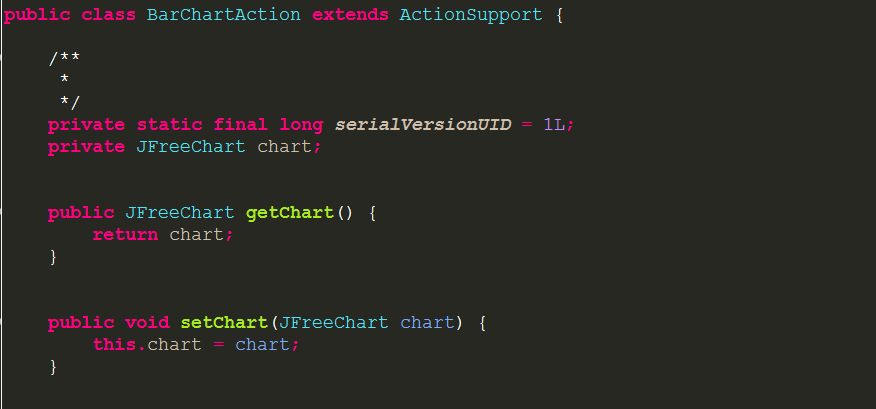 public class BarChartAction extends ActionSupport {
/**
*
*/
private static final long serialVersionUID = 1L;
private JFreeChart chart;
public JFreeChart getChart() {
return chart;
}
public void setChart(JFreeChart chart) {
this.chart = chart;
}